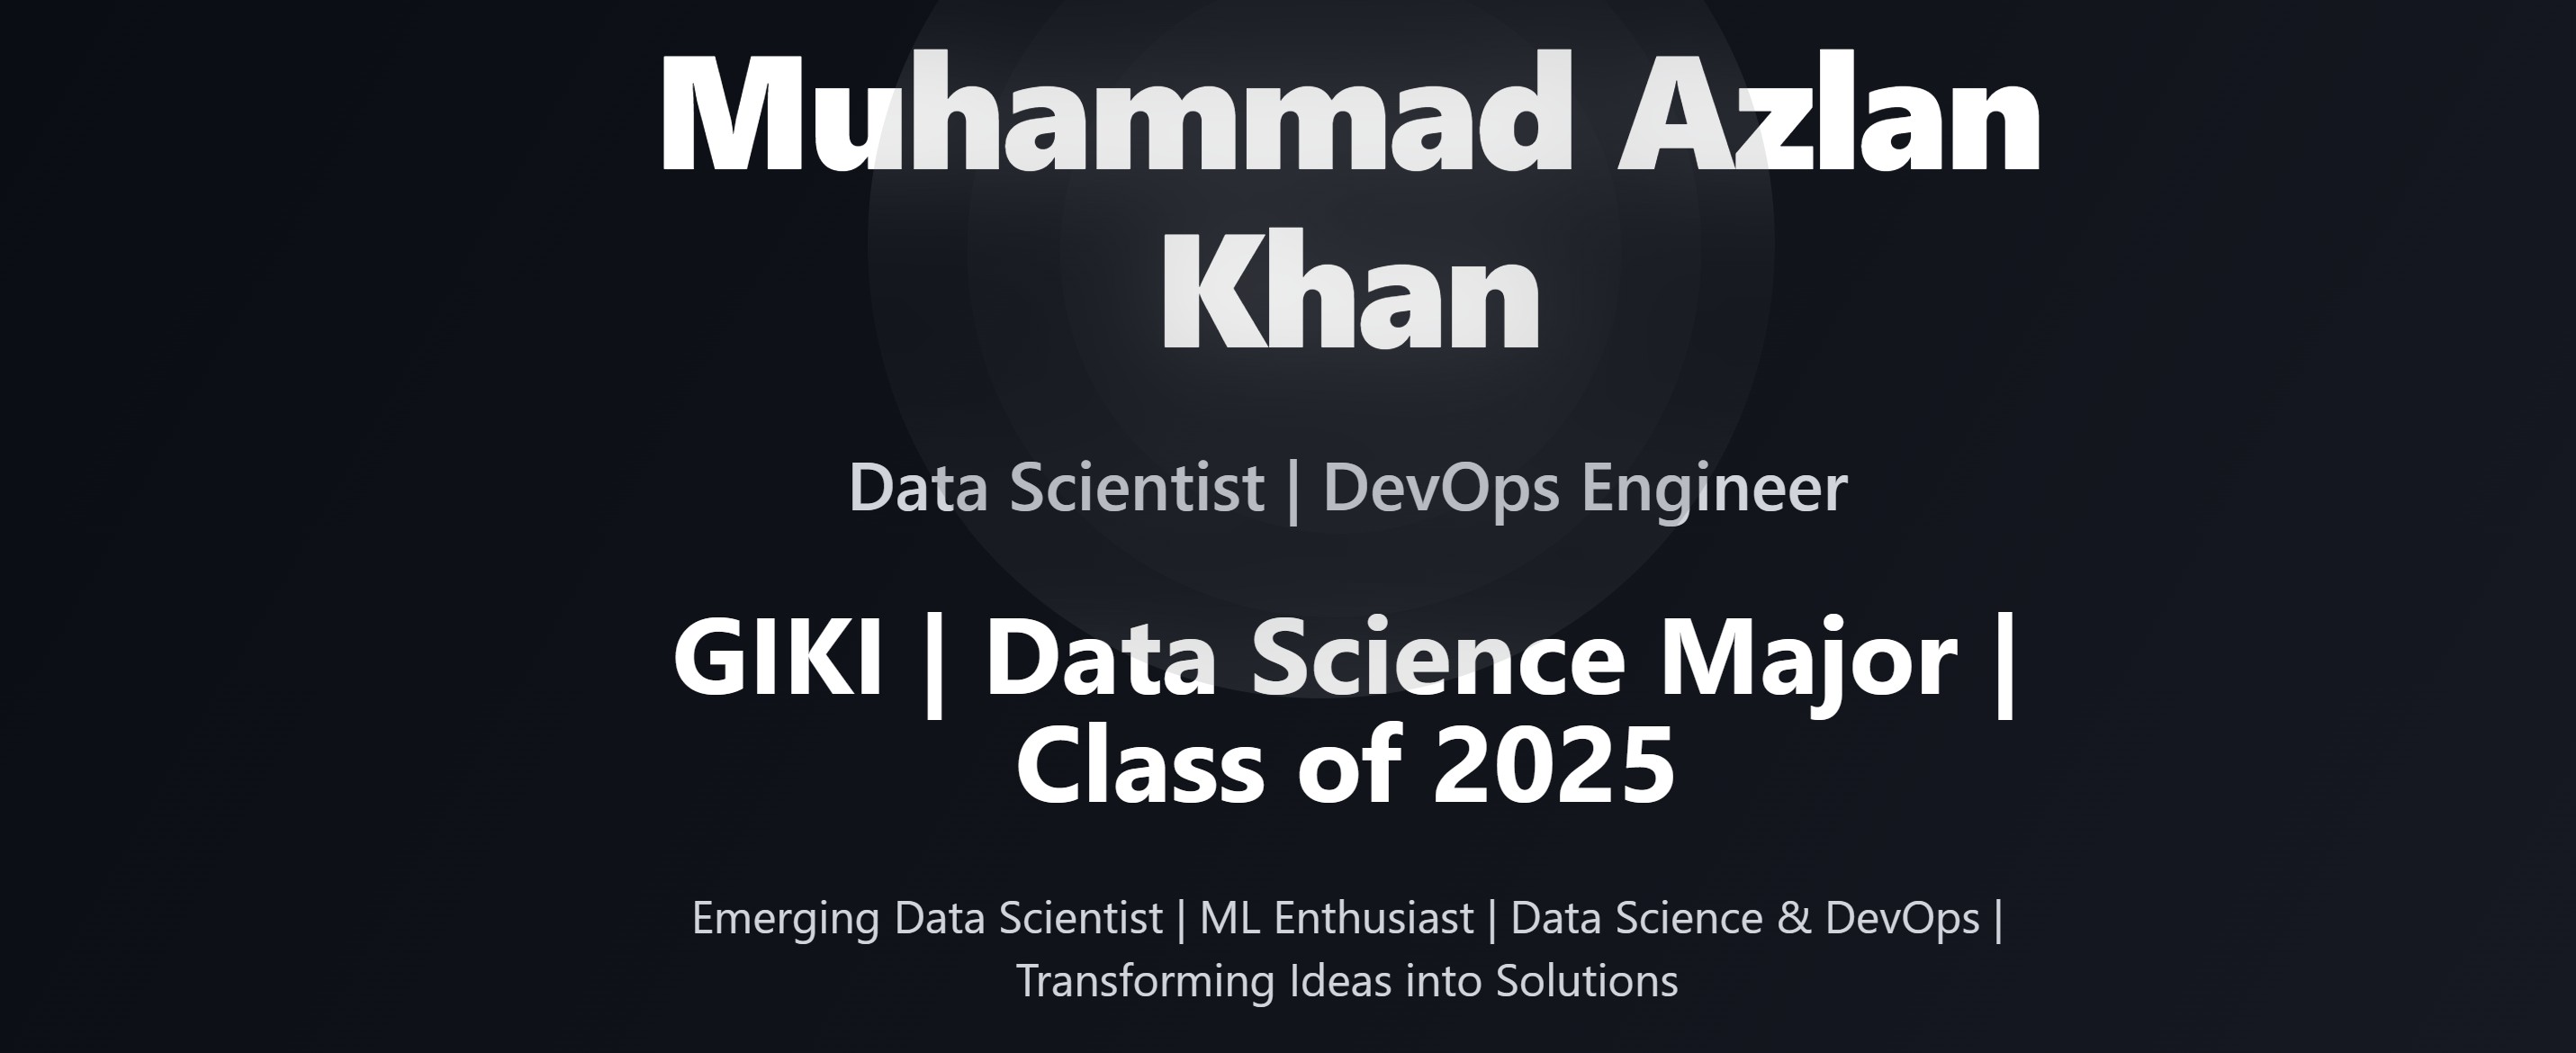 Muhammad Azlan
Khan
Data Scientist | DevOps Engineer
GIKI | Data Science Major |
Class of 2025
Emerging Data Scientist | ML Enthusiast | Data Science & DevOps |
Transforming Ideas into Solutions